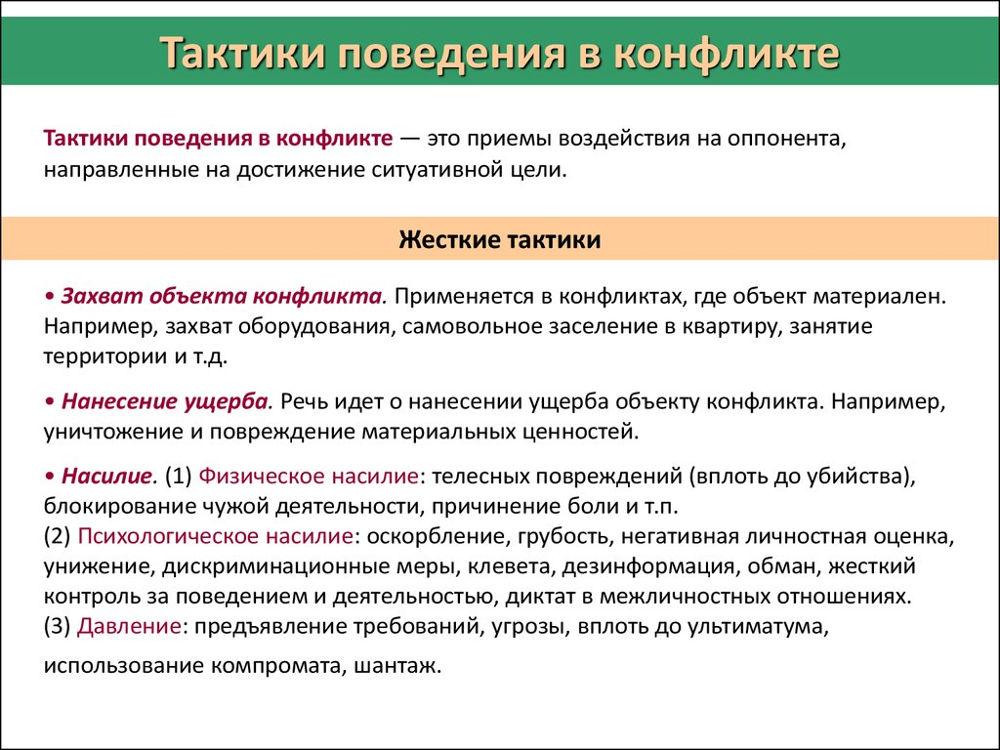 Тактики поведения в конфликте
Тактики поведения в конфликте — это приемы воздействия на оппонента,
направленные на достижение ситуативной цели.
Жесткие тактики
• Захват объекта конфликта. Применяется в конфликтах, где объект материален.
Например, захват оборудования, самовольное заселение в квартиру, занятие
территории и т.д.
• Нанесение ущерба. Речь идет о нанесении ущерба объекту конфликта. Например,
уничтожение и повреждение материальных ценностей.
• Насилие. (1) Физическое насилие: телесных повреждений (вплоть до убийства),
блокирование чужой деятельности, причинение боли и т.п.
(2) Психологическое насилие: оскорбление, грубость, негативная личностная оценка,
унижение, дискриминационные меры, клевета, дезинформация, обман, жесткий
контроль за поведением и деятельностью, диктат в межличностных отношениях.
(3) Давление: предъявление требований, угрозы, вплоть до ультиматума,
использование компромата, шантаж.